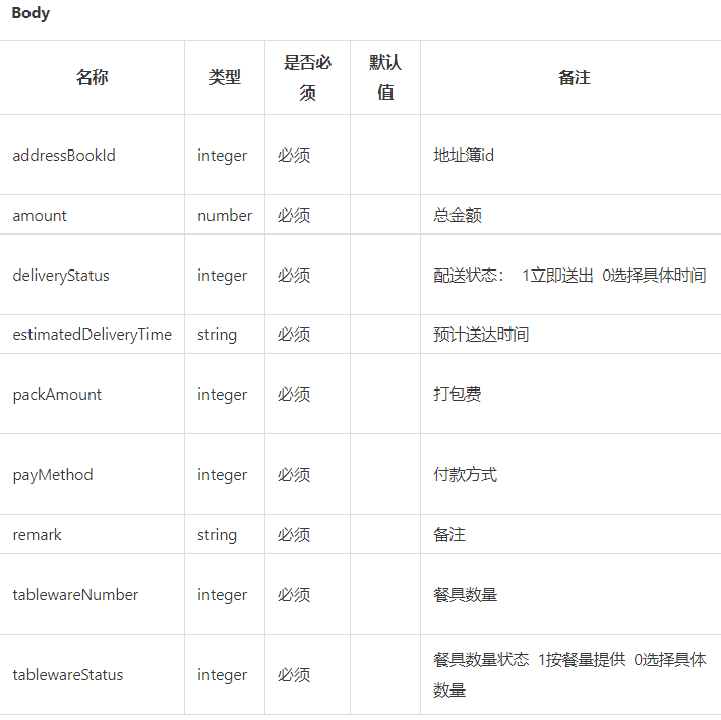 Body
名称 类型 是否必须 默认值 备注
addressBookId integer 必须 地址簿id
amount number 必须 总金额
deliveryStatus integer 必须 配送状态： 1立即送出 0选择具体时间
estimatedDeliveryTime string 必须 预计送达时间
packAmount integer 必须 打包费
payMethod integer 必须 付款方式
remark string 必须 备注
tablewareNumber integer 必须 餐具数量
tablewareStatus integer 必须 餐具数量状态 1按餐量提供 0选择具体
数量